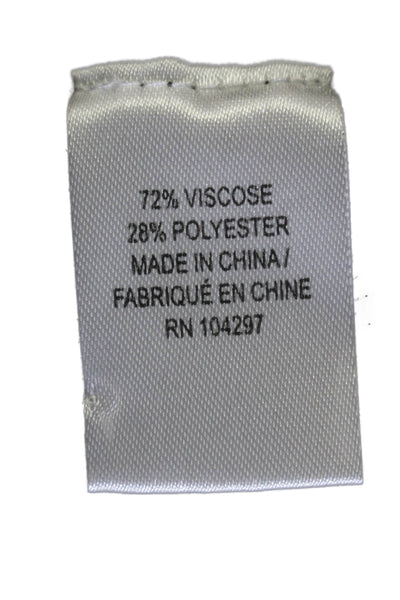 72% VISCOSE
28% POLYESTER
MADE IN CHINA /
FABRIQUÉ EN CHINE
RN 104297